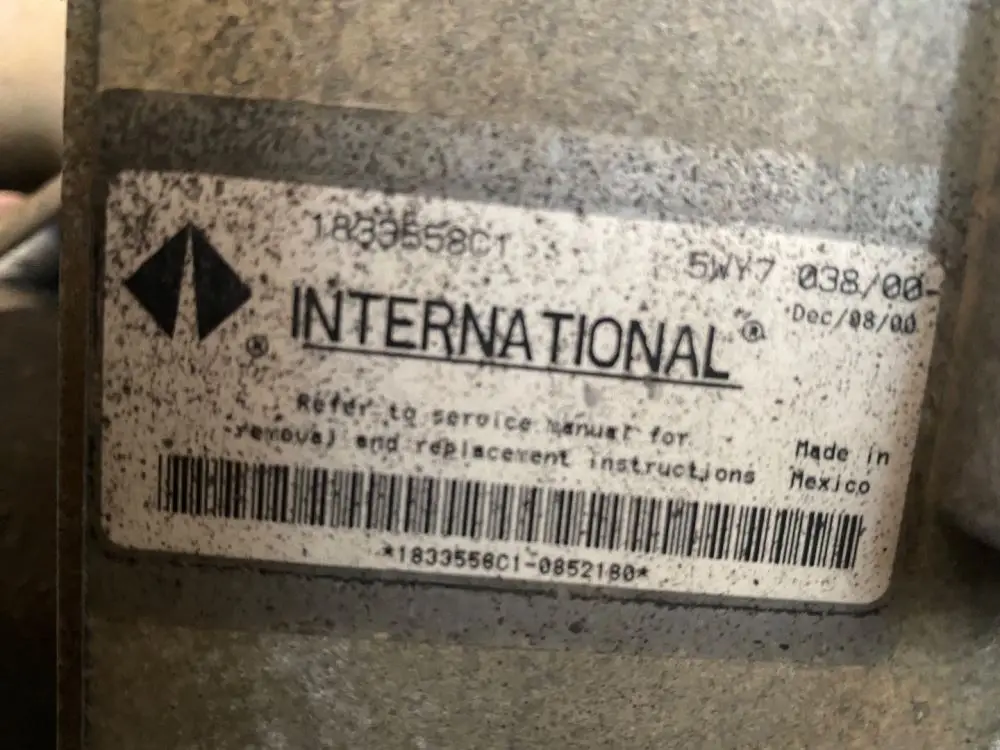 1833558C1
5WY7 038/00-
Dec/08/00
INTERNATIONAL®
®
Refer to service manual for
removal and replacement instructions
Made in
Mexico
*1833558C1-0852180*